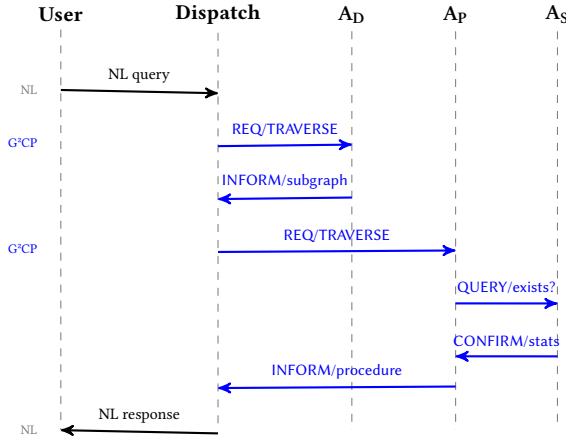 User Dispatch A_D A_P A_S
NL query
NL
REQ/TRAVERSE
G²CP
INFORM/subgraph
REQ/TRAVERSE
G²CP
QUERY/exists?
CONFIRM/stats
INFORM/procedure
NL response
NL